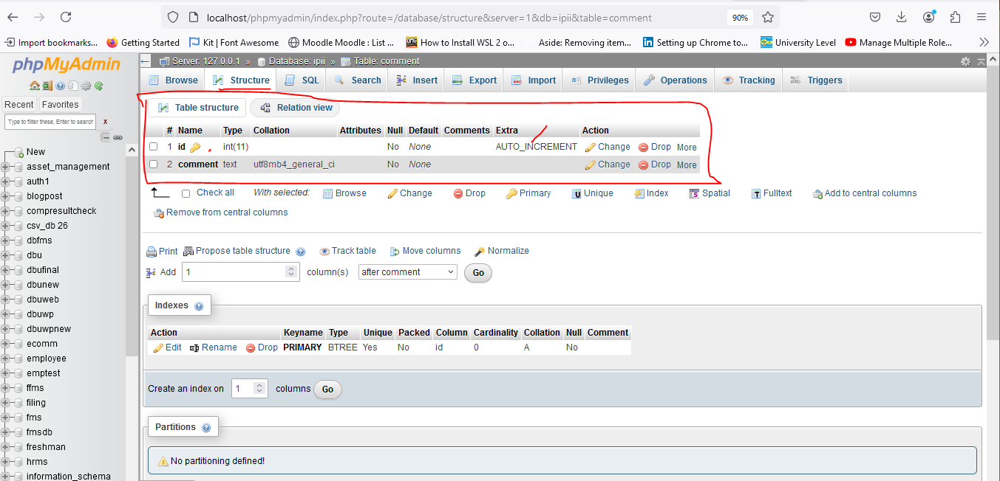 localhost/phpmyadmin/index.php?route=/database/structure&server=1&db=ipii&table=comment 90%
Import bookmarks... Getting Started Kit | Font Awesome Moodle Moodle : List ... How to Install WSL 2 o... Aside: Removing item... Setting up Chrome to... University Level Manage Multiple Role...
phpMyAdmin
Recent Favorites
Type to filter these, Enter to search X
New
asset_management
auth1
blogpost
compresultcheck
csv_db 26
dbfms
dbu
dbufinal
dbunew
dbuweb
dbuwp
dbuwpnew
ecomm
employee
emptest
ffms
filing
fms
fmsdb
freshman
hrms
information_schema
Server: 127.0.0.1 » Database: ipii » Table: comment
Browse Structure SQL Search Insert Export Import Privileges Operations Tracking Triggers
Table structure Relation view
# Name Type Collation Attributes Null Default Comments Extra Action
1 id int(11) No None AUTO_INCREMENT Change Drop More
2 comment text utf8mb4_general_ci No None Change Drop More
Check all With selected: Browse Change Drop Primary Unique Index Spatial Fulltext Add to central columns
Remove from central columns
Print Propose table structure Track table Move columns Normalize
Add 1 column(s) after comment Go
Indexes
Action Keyname Type Unique Packed Column Cardinality Collation Null Comment
Edit Rename Drop PRIMARY BTREE Yes No id 0 A No
Create an index on 1 columns Go
Partitions
No partitioning defined!